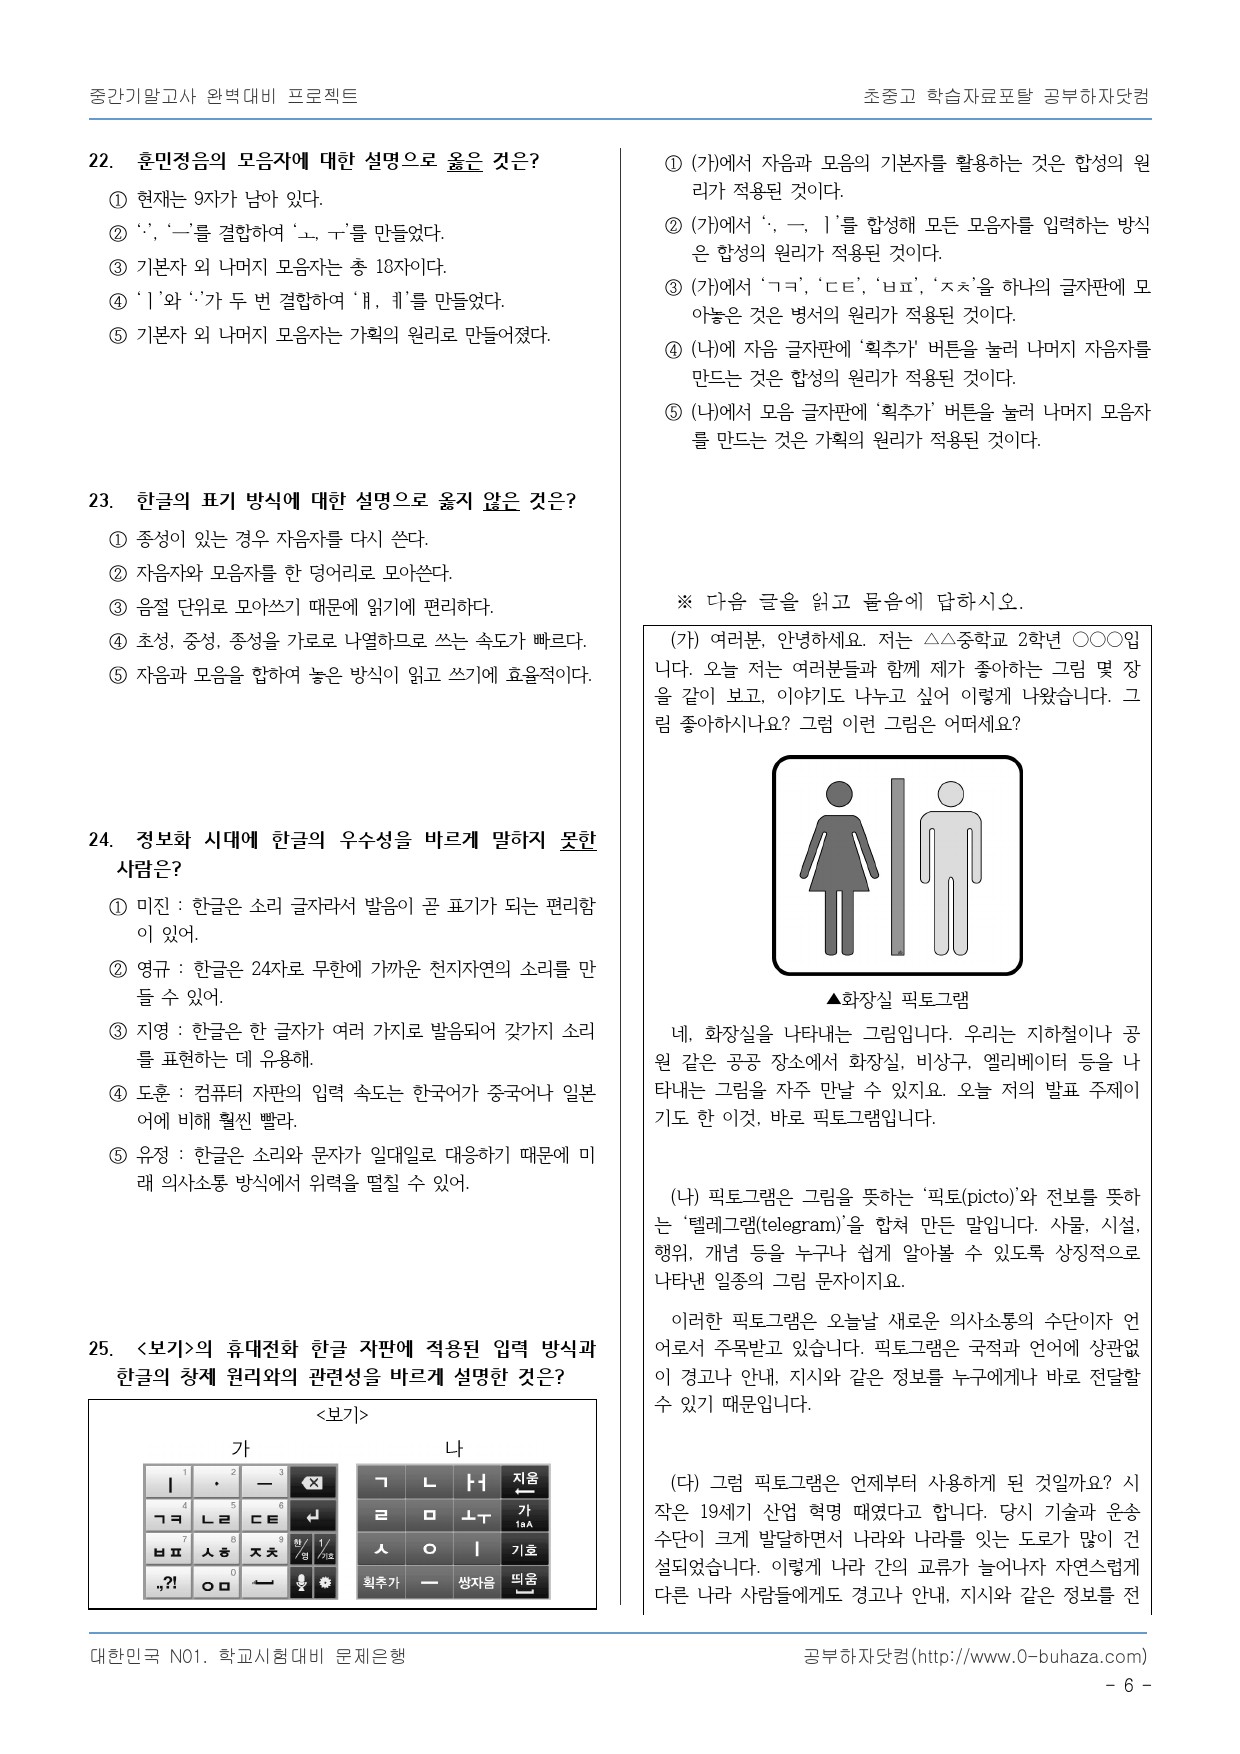 중간기말고사 완벽대비 프로젝트
초중고 학습자료포탈 공부하자닷컴
22. 훈민정음의 모음자에 대한 설명으로 옳은 것은?
① 현재는 9자가 남아 있다.
② ‘·’, ‘ㅡ’를 결합하여 ‘ㅗ, ㅜ’를 만들었다.
③ 기본자 외 나머지 모음자는 총 18자이다.
④ ‘ㅣ’와 ‘·’가 두 번 결합하여 ‘ㅒ, ㅖ’를 만들었다.
⑤ 기본자 외 나머지 모음자는 가획의 원리로 만들어졌다.
23. 한글의 표기 방식에 대한 설명으로 옳지 않은 것은?
① 종성이 있는 경우 자음자를 다시 쓴다.
② 자음자와 모음자를 한 덩어리로 모아쓴다.
③ 음절 단위로 모아쓰기 때문에 읽기에 편리하다.
④ 초성, 중성, 종성을 가로로 나열하므로 쓰는 속도가 빠르다.
⑤ 자음과 모음을 합하여 놓은 방식이 읽고 쓰기에 효율적이다.
24. 정보화 시대에 한글의 우수성을 바르게 말하지 못한
사람은?
① 미진 : 한글은 소리 글자라서 발음이 곧 표기가 되는 편리함
이 있어.
② 영규 : 한글은 24자로 무한에 가까운 천지자연의 소리를 만
들 수 있어.
③ 지영 : 한글은 한 글자가 여러 가지로 발음되어 갖가지 소리
를 표현하는 데 유용해.
④ 도훈 : 컴퓨터 자판의 입력 속도는 한국어가 중국어나 일본
어에 비해 훨씬 빨라.
⑤ 유정 : 한글은 소리와 문자가 일대일로 대응하기 때문에 미
래 의사소통 방식에서 위력을 떨칠 수 있어.
25. <보기>의 휴대전화 한글 자판에 적용된 입력 방식과
한글의 창제 원리와의 관련성을 바르게 설명한 것은?
<보기>
가
ㅣ 1 · 2 ㅡ 3
ㄱㅋ 4 ㄴㄹ 5 ㄷㅌ 6
ㅂㅍ 7 ㅅㅎ 8 ㅈㅊ 9 한/영 1/기호
.,?! ㅇㅁ 0
나
ㄱ ㄴ ㅏㅓ 지움
ㄹ ㅁ ㅗㅜ 가 1aA
ㅅ ㅇ ㅣ 기호
획추가 ㅡ 쌍자음 띄움
① (가)에서 자음과 모음의 기본자를 활용하는 것은 합성의 원
리가 적용된 것이다.
② (가)에서 ‘·, ㅡ, ㅣ’를 합성해 모든 모음자를 입력하는 방식
은 합성의 원리가 적용된 것이다.
③ (가)에서 ‘ㄱㅋ’, ‘ㄷㅌ’, ‘ㅂㅍ’, ‘ㅈㅊ’을 하나의 글자판에 모
아놓은 것은 병서의 원리가 적용된 것이다.
④ (나)에 자음 글자판에 ‘획추가' 버튼을 눌러 나머지 자음자를
만드는 것은 합성의 원리가 적용된 것이다.
⑤ (나)에서 모음 글자판에 ‘획추가’ 버튼을 눌러 나머지 모음자
를 만드는 것은 가획의 원리가 적용된 것이다.
※ 다음 글을 읽고 물음에 답하시오.
(가) 여러분, 안녕하세요. 저는 △△중학교 2학년 ○○○입
니다. 오늘 저는 여러분들과 함께 제가 좋아하는 그림 몇 장
을 같이 보고, 이야기도 나누고 싶어 이렇게 나왔습니다. 그
림 좋아하시나요? 그럼 이런 그림은 어떠세요?
▲화장실 픽토그램
네, 화장실을 나타내는 그림입니다. 우리는 지하철이나 공
원 같은 공공 장소에서 화장실, 비상구, 엘리베이터 등을 나
타내는 그림을 자주 만날 수 있지요. 오늘 저의 발표 주제이
기도 한 이것, 바로 픽토그램입니다.
(나) 픽토그램은 그림을 뜻하는 ‘픽토(picto)’와 전보를 뜻하
는 ‘텔레그램(telegram)’을 합쳐 만든 말입니다. 사물, 시설,
행위, 개념 등을 누구나 쉽게 알아볼 수 있도록 상징적으로
나타낸 일종의 그림 문자이지요.
이러한 픽토그램은 오늘날 새로운 의사소통의 수단이자 언
어로서 주목받고 있습니다. 픽토그램은 국적과 언어에 상관없
이 경고나 안내, 지시와 같은 정보를 누구에게나 바로 전달할
수 있기 때문입니다.
(다) 그럼 픽토그램은 언제부터 사용하게 된 것일까요? 시
작은 19세기 산업 혁명 때였다고 합니다. 당시 기술과 운송
수단이 크게 발달하면서 나라와 나라를 잇는 도로가 많이 건
설되었습니다. 이렇게 나라 간의 교류가 늘어나자 자연스럽게
다른 나라 사람들에게도 경고나 안내, 지시와 같은 정보를 전
대한민국 N01. 학교시험대비 문제은행
공부하자닷컴(http://www.0-buhaza.com)
- 6 -